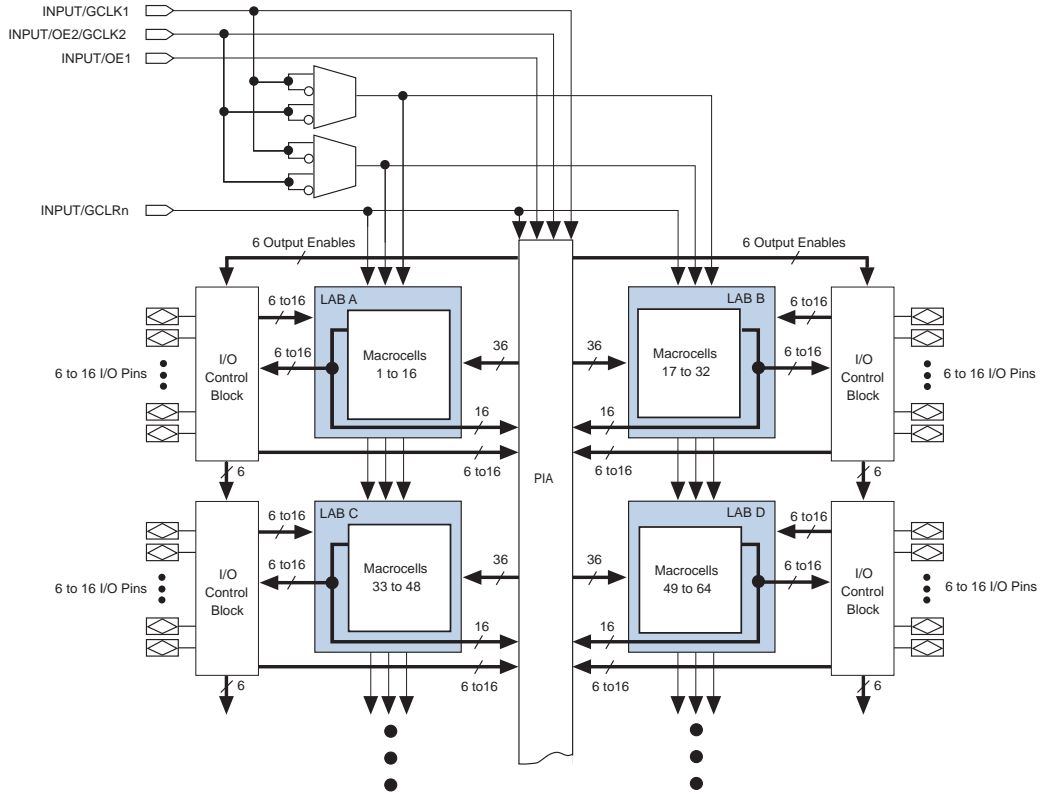 INPUT/GCLK1
INPUT/OE2/GCLK2
INPUT/OE1
INPUT/GCLRn
6 Output Enables
6 Output Enables
LAB A
LAB B
6 to16
6 to16
6 to 16 I/O Pins
I/O
Control
Block
6 to16
Macrocells
1 to 16
36
36
Macrocells
17 to 32
6 to16
I/O
Control
Block
6 to 16 I/O Pins
16
16
6
6 to16
PIA
6 to16
6
LAB C
LAB D
6 to16
6 to16
6 to 16 I/O Pins
I/O
Control
Block
6 to16
Macrocells
33 to 48
36
36
Macrocells
49 to 64
6 to16
I/O
Control
Block
6 to 16 I/O Pins
16
16
6
6 to16
6 to16
6